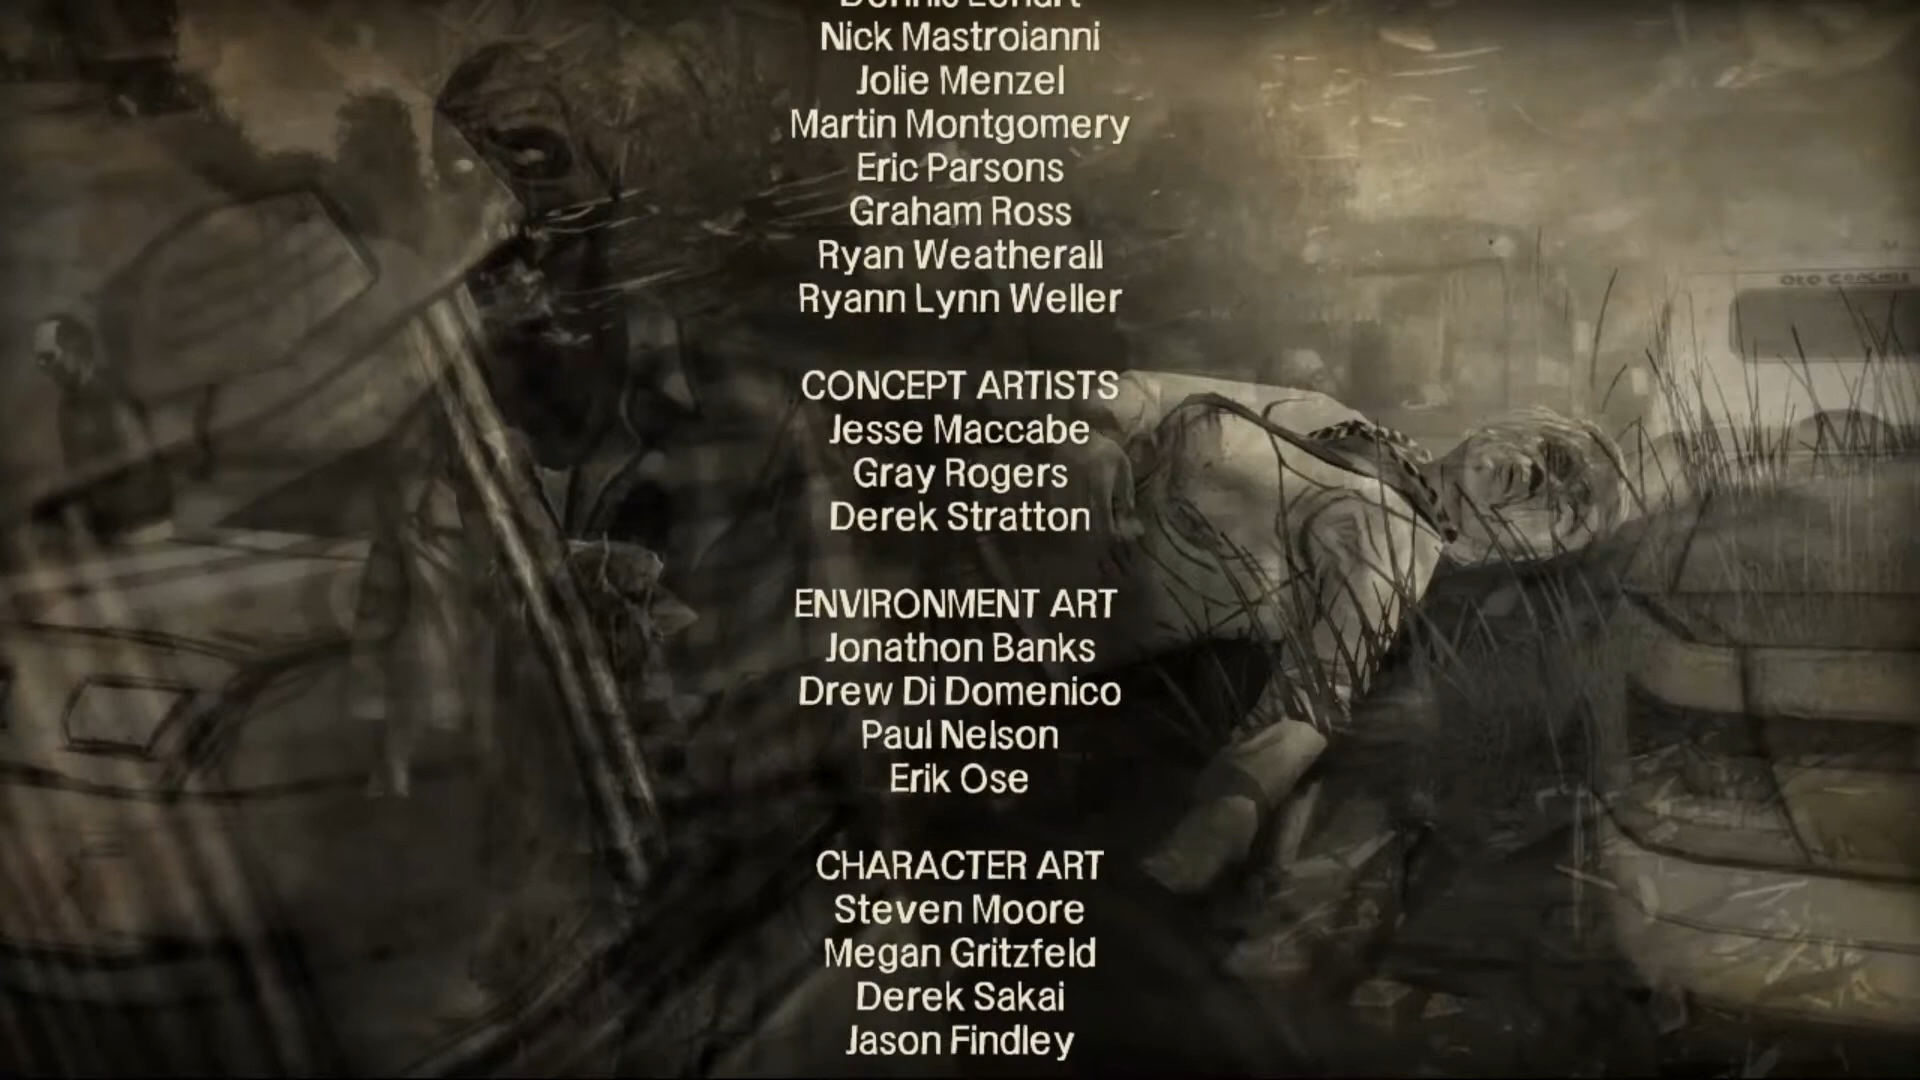 Nick Mastroianni
Jolie Menzel
Martin Montgomery
Eric Parsons
Graham Ross
Ryan Weatherall
Ryann Lynn Weller
CONCEPT ARTISTS
Jesse Maccabe
Gray Rogers
Derek Stratton
ENVIRONMENT ART
Jonathon Banks
Drew Di Domenico
Paul Nelson
Erik Ose
CHARACTER ART
Steven Moore
Megan Gritzfeld
Derek Sakai
Jason Findley